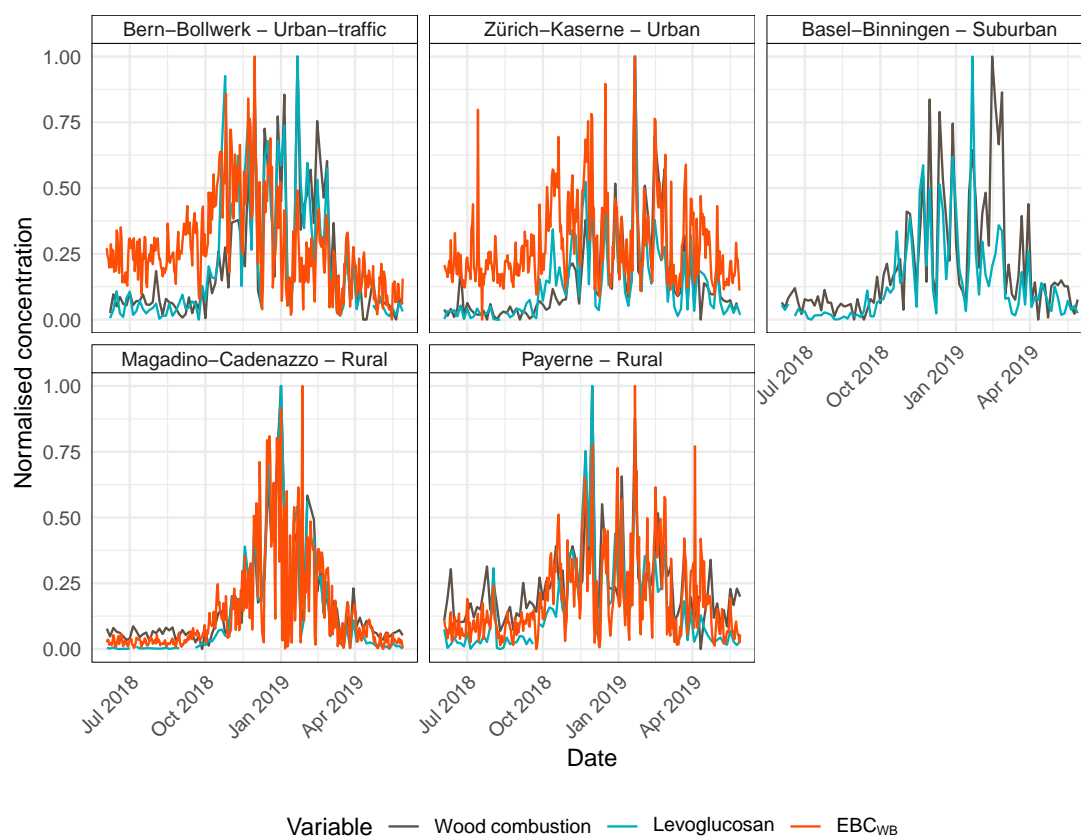 Bern−Bollwerk − Urban−traffic
Zürich−Kaserne − Urban
Basel−Binningen − Suburban
1.00
0.75
0.50
0.25
0.00
Jul 2018
Oct 2018
Jan 2019
Apr 2019
Magadino−Cadenazzo − Rural
Payerne − Rural
1.00
0.75
0.50
0.25
0.00
Jul 2018
Oct 2018
Jan 2019
Apr 2019
Jul 2018
Oct 2018
Jan 2019
Apr 2019
Normalised concentration
Date
Variable Wood combustion Levoglucosan EBC_WB